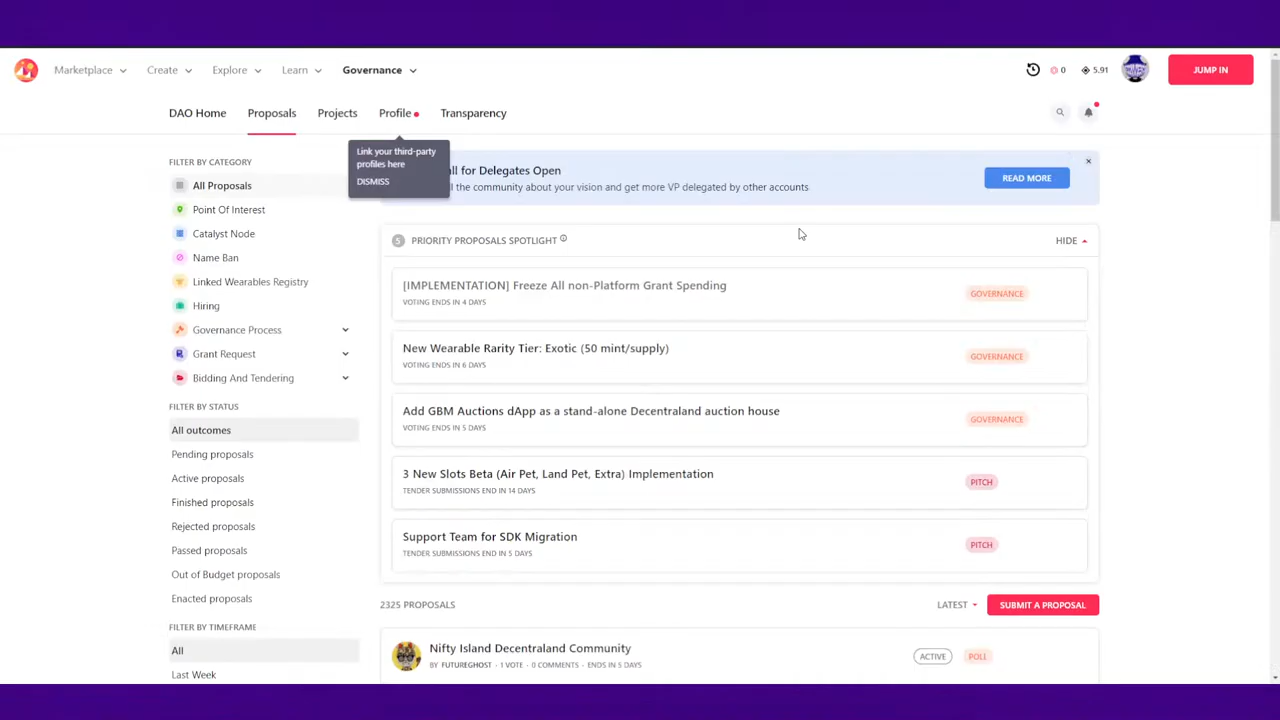 Marketplace Create Explore Learn Governance 0 5.91 JUMP IN
DAO Home Proposals Projects Profile Transparency
Link your third-party
profiles here
DISMISS
all for Delegates Open
l the community about your vision and get more VP delegated by other accounts
READ MORE
FILTER BY CATEGORY
All Proposals
Point Of Interest
Catalyst Node
Name Ban
Linked Wearables Registry
Hiring
Governance Process
Grant Request
Bidding And Tendering
FILTER BY STATUS
All outcomes
Pending proposals
Active proposals
Finished proposals
Rejected proposals
Passed proposals
Out of Budget proposals
Enacted proposals
FILTER BY TIMEFRAME
All
Last Week
5 PRIORITY PROPOSALS SPOTLIGHT HIDE
[IMPLEMENTATION] Freeze All non-Platform Grant Spending
VOTING ENDS IN 4 DAYS
GOVERNANCE
New Wearable Rarity Tier: Exotic (50 mint/supply)
VOTING ENDS IN 6 DAYS
GOVERNANCE
Add GBM Auctions dApp as a stand-alone Decentraland auction house
VOTING ENDS IN 5 DAYS
GOVERNANCE
3 New Slots Beta (Air Pet, Land Pet, Extra) Implementation
TENDER SUBMISSIONS END IN 14 DAYS
PITCH
Support Team for SDK Migration
TENDER SUBMISSIONS END IN 5 DAYS
PITCH
2325 PROPOSALS LATEST SUBMIT A PROPOSAL
Nifty Island Decentraland Community
BY FUTUREGHOST · 1 VOTE · 0 COMMENTS · ENDS IN 5 DAYS
ACTIVE POLL